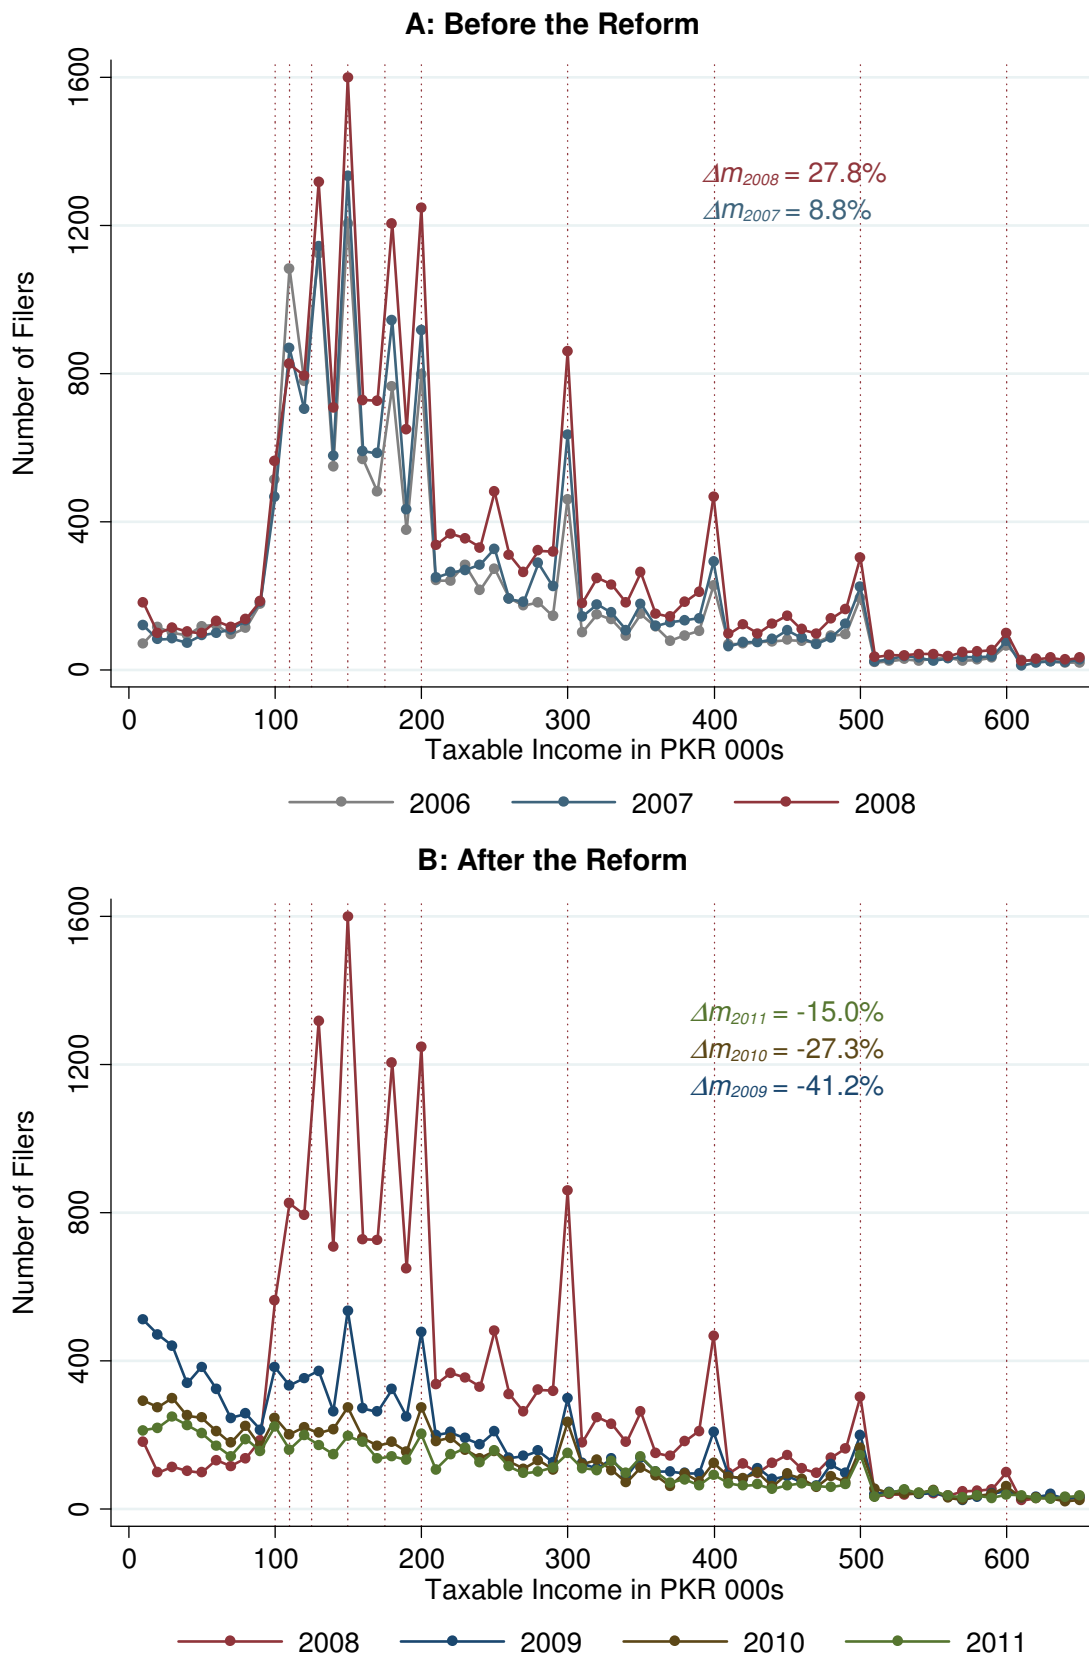 A: Before the Reform
Number of Filers
1600
1200
800
400
0
Δm2008 = 27.8%
Δm2007 = 8.8%
0 100 200 300 400 500 600
Taxable Income in PKR 000s
2006 2007 2008
B: After the Reform
Number of Filers
1600
1200
800
400
0
Δm2011 = -15.0%
Δm2010 = -27.3%
Δm2009 = -41.2%
0 100 200 300 400 500 600
Taxable Income in PKR 000s
2008 2009 2010 2011